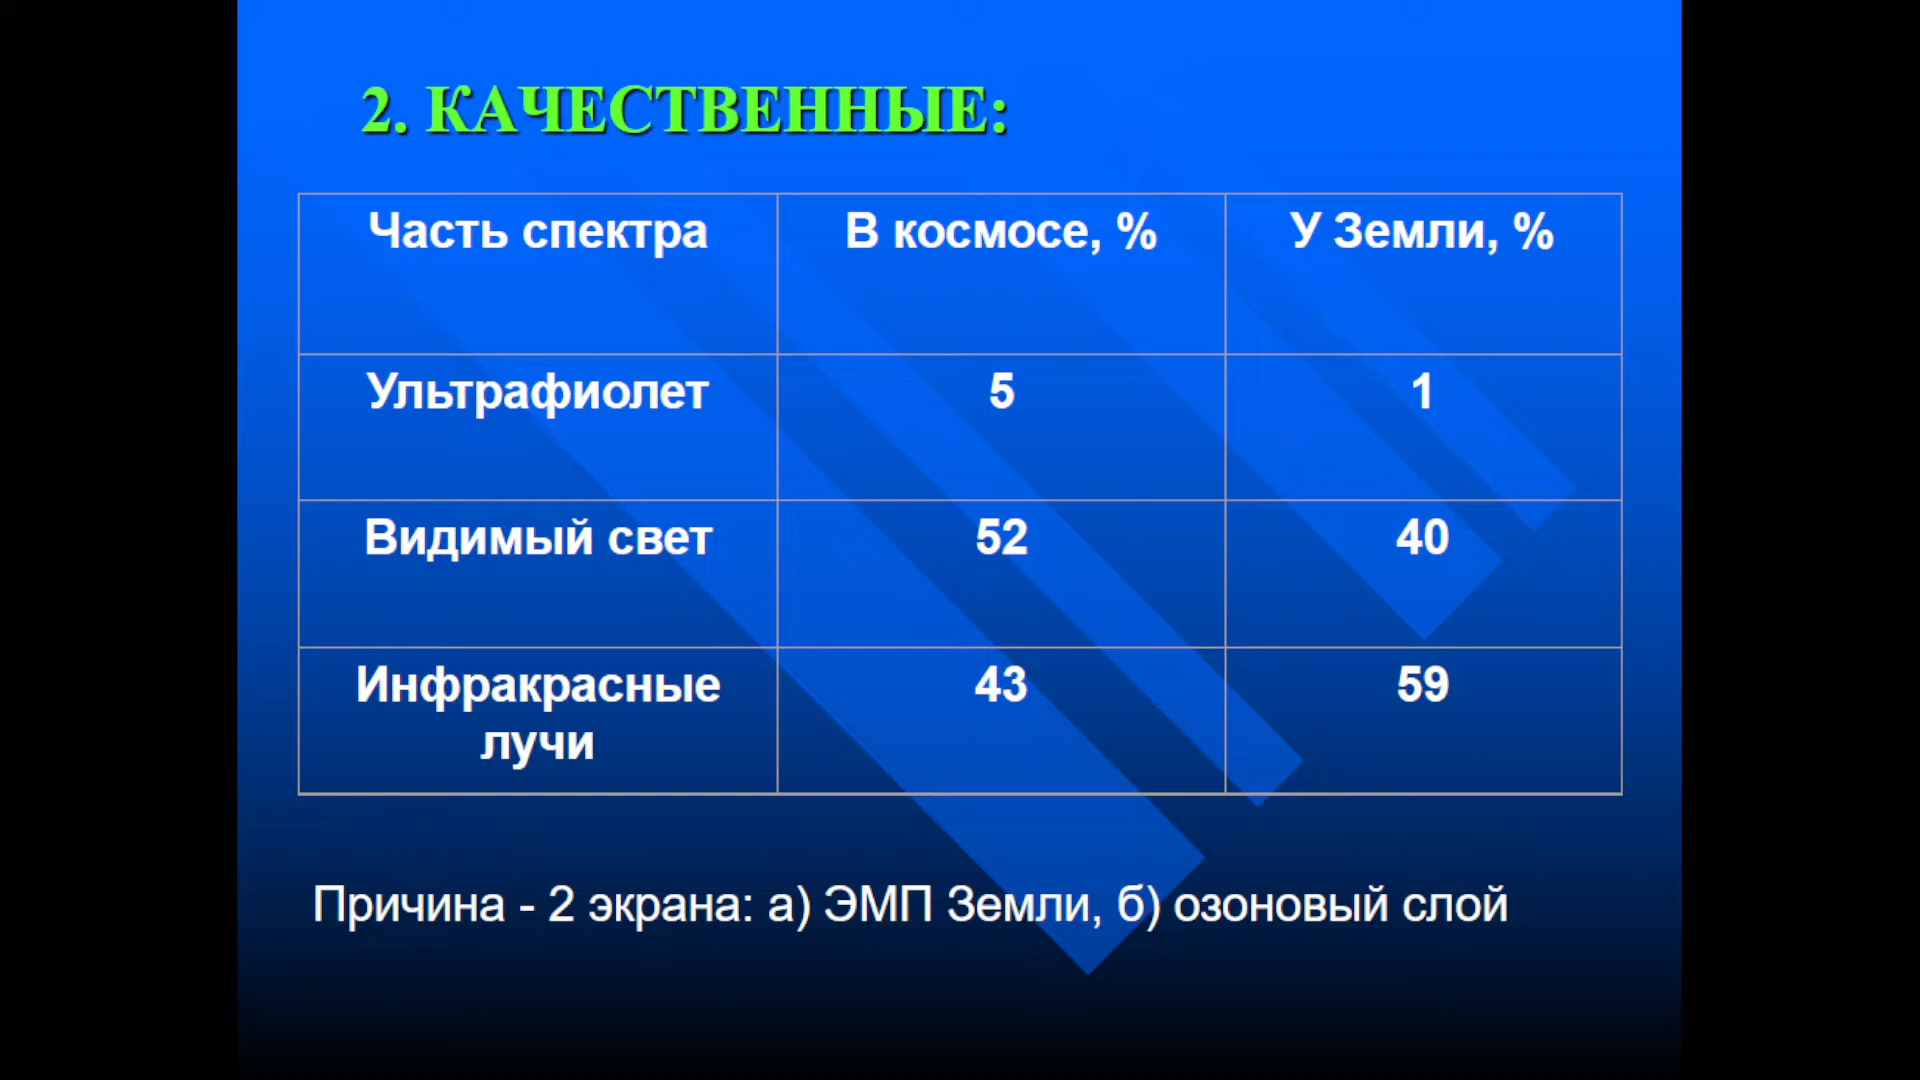 2. КАЧЕСТВЕННЫЕ:
Часть спектра В космосе, % У Земли, %
Ультрафиолет 5 1
Видимый свет 52 40
Инфракрасные 43 59
лучи
Причина - 2 экрана: а) ЭМП Земли, б) озоновый слой